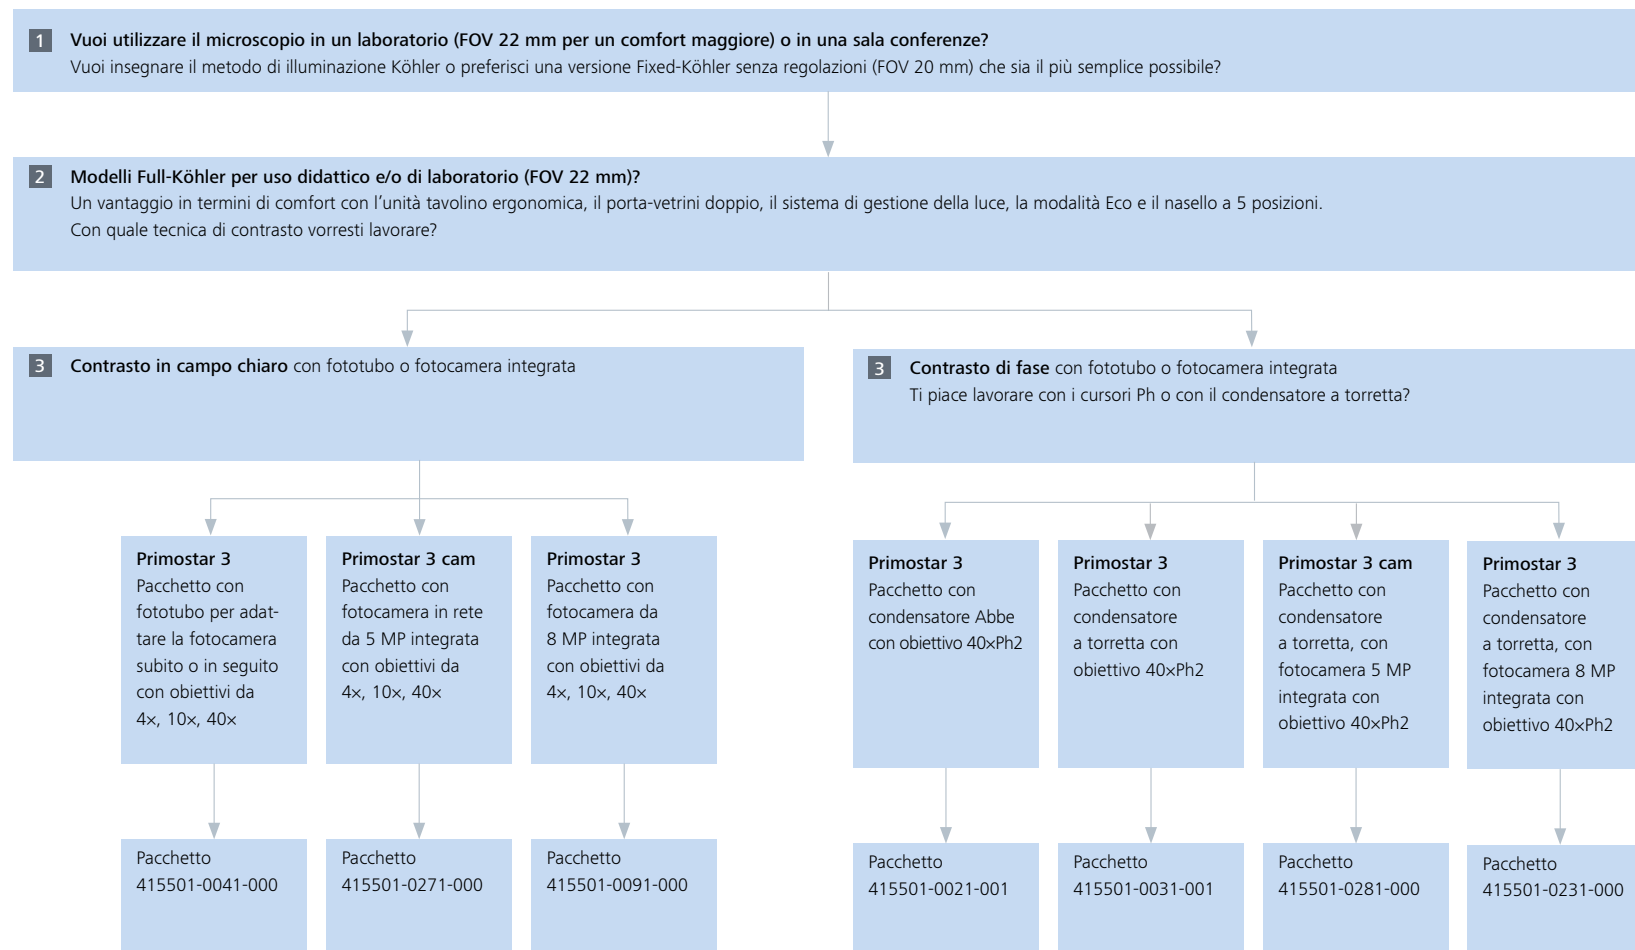 1 Vuoi utilizzare il microscopio in un laboratorio (FOV 22 mm per un comfort maggiore) o in una sala conferenze?
Vuoi insegnare il metodo di illuminazione Köhler o preferisci una versione Fixed-Köhler senza regolazioni (FOV 20 mm) che sia il più semplice possibile?
2 Modelli Full-Köhler per uso didattico e/o di laboratorio (FOV 22 mm)?
Un vantaggio in termini di comfort con l'unità tavolino ergonomica, il porta-vetrini doppio, il sistema di gestione della luce, la modalità Eco e il nasello a 5 posizioni.
Con quale tecnica di contrasto vorresti lavorare?
3 Contrasto in campo chiaro con fototubo o fotocamera integrata
3 Contrasto di fase con fototubo o fotocamera integrata
Ti piace lavorare con i cursori Ph o con il condensatore a torretta?
Primostar 3
Pacchetto con
fototubo per adat-
tare la fotocamera
subito o in seguito
con obiettivi da
4×, 10×, 40×
Primostar 3 cam
Pacchetto con
fotocamera in rete
da 5 MP integrata
con obiettivi da
4×, 10×, 40×
Primostar 3
Pacchetto con
fotocamera da
8 MP integrata
con obiettivi da
4×, 10×, 40×
Primostar 3
Pacchetto con
condensatore Abbe
con obiettivo 40×Ph2
Primostar 3
Pacchetto con
condensatore
a torretta con
obiettivo 40×Ph2
Primostar 3 cam
Pacchetto con
condensatore
a torretta, con
fotocamera 5 MP
integrata con
obiettivo 40×Ph2
Primostar 3
Pacchetto con
condensatore
a torretta, con
fotocamera 8 MP
integrata con
obiettivo 40×Ph2
Pacchetto
415501-0041-000
Pacchetto
415501-0271-000
Pacchetto
415501-0091-000
Pacchetto
415501-0021-001
Pacchetto
415501-0031-001
Pacchetto
415501-0281-000
Pacchetto
415501-0231-000